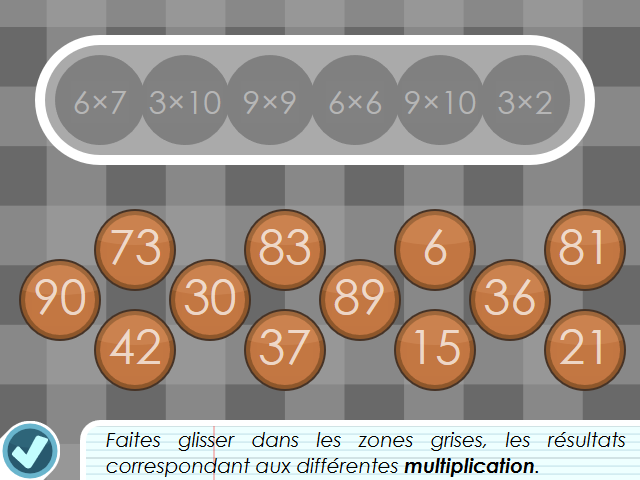 6×7 3×10 9×9 6×6 9×10 3×2
73 83 6 81
90 30 89 36
42 37 15 21
Faites glisser dans les zones grises, les résultats
correspondant aux différentes multiplication.